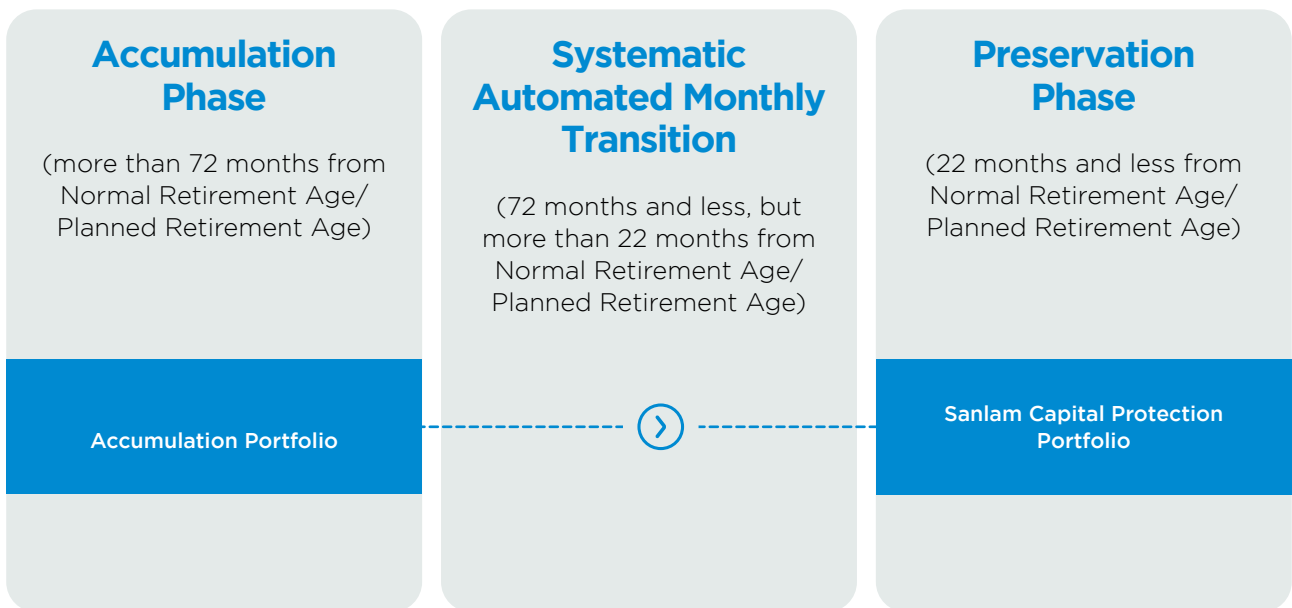 Accumulation
Phase
(more than 72 months from
Normal Retirement Age/
Planned Retirement Age)
Accumulation Portfolio
Systematic
Automated Monthly
Transition
(72 months and less, but
more than 22 months from
Normal Retirement Age/
Planned Retirement Age)
Preservation
Phase
(22 months and less from
Normal Retirement Age/
Planned Retirement Age)
Sanlam Capital Protection
Portfolio